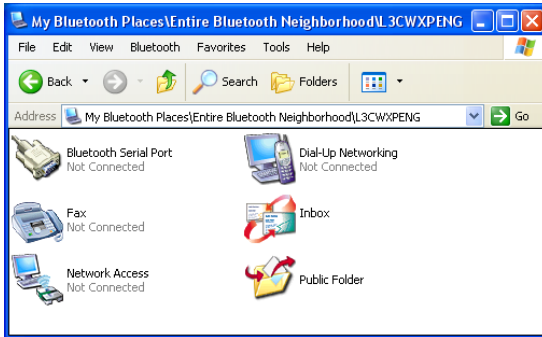 My Bluetooth Places\Entire Bluetooth Neighborhood\L3CWXPENG
File Edit View Bluetooth Favorites Tools Help
Back Search Folders
Address My Bluetooth Places\Entire Bluetooth Neighborhood\L3CWXPENG Go
Bluetooth Serial Port
Not Connected
Dial-Up Networking
Not Connected
Fax
Not Connected
Inbox
Network Access
Not Connected
Public Folder